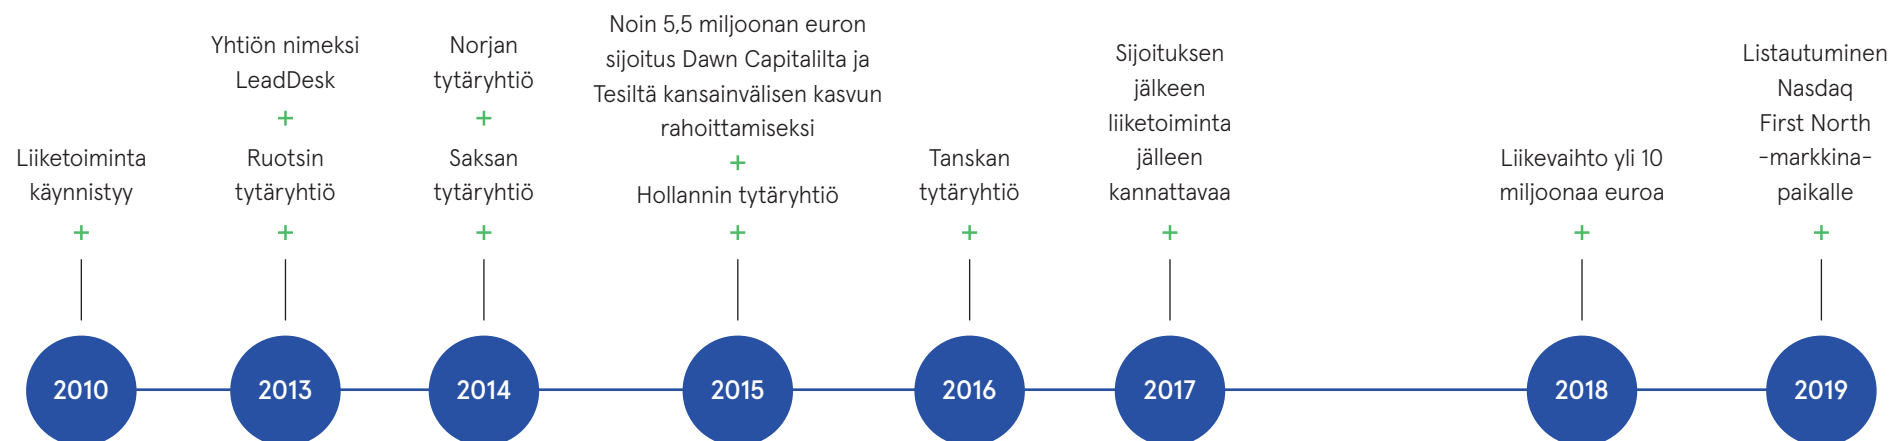 Liiketoiminta
käynnistyy
2010
Yhtiön nimeksi
LeadDesk
+
Ruotsin
tytäryhtiö
+
2013
Norjan
tytäryhtiö
+
Saksan
tytäryhtiö
+
2014
Noin 5,5 miljoonan euron
sijoitus Dawn Capitalilta ja
Tesiltä kansainvälisen kasvun
rahoittamiseksi
+
Hollannin tytäryhtiö
+
2015
Tanskan
tytäryhtiö
+
2016
Sijoituksen
jälkeen
liiketoiminta
jälleen
kannattavaa
+
2017
Liikevaihto yli 10
miljoonaa euroa
+
2018
Listautuminen
Nasdaq
First North
-markkina-
paikalle
+
2019